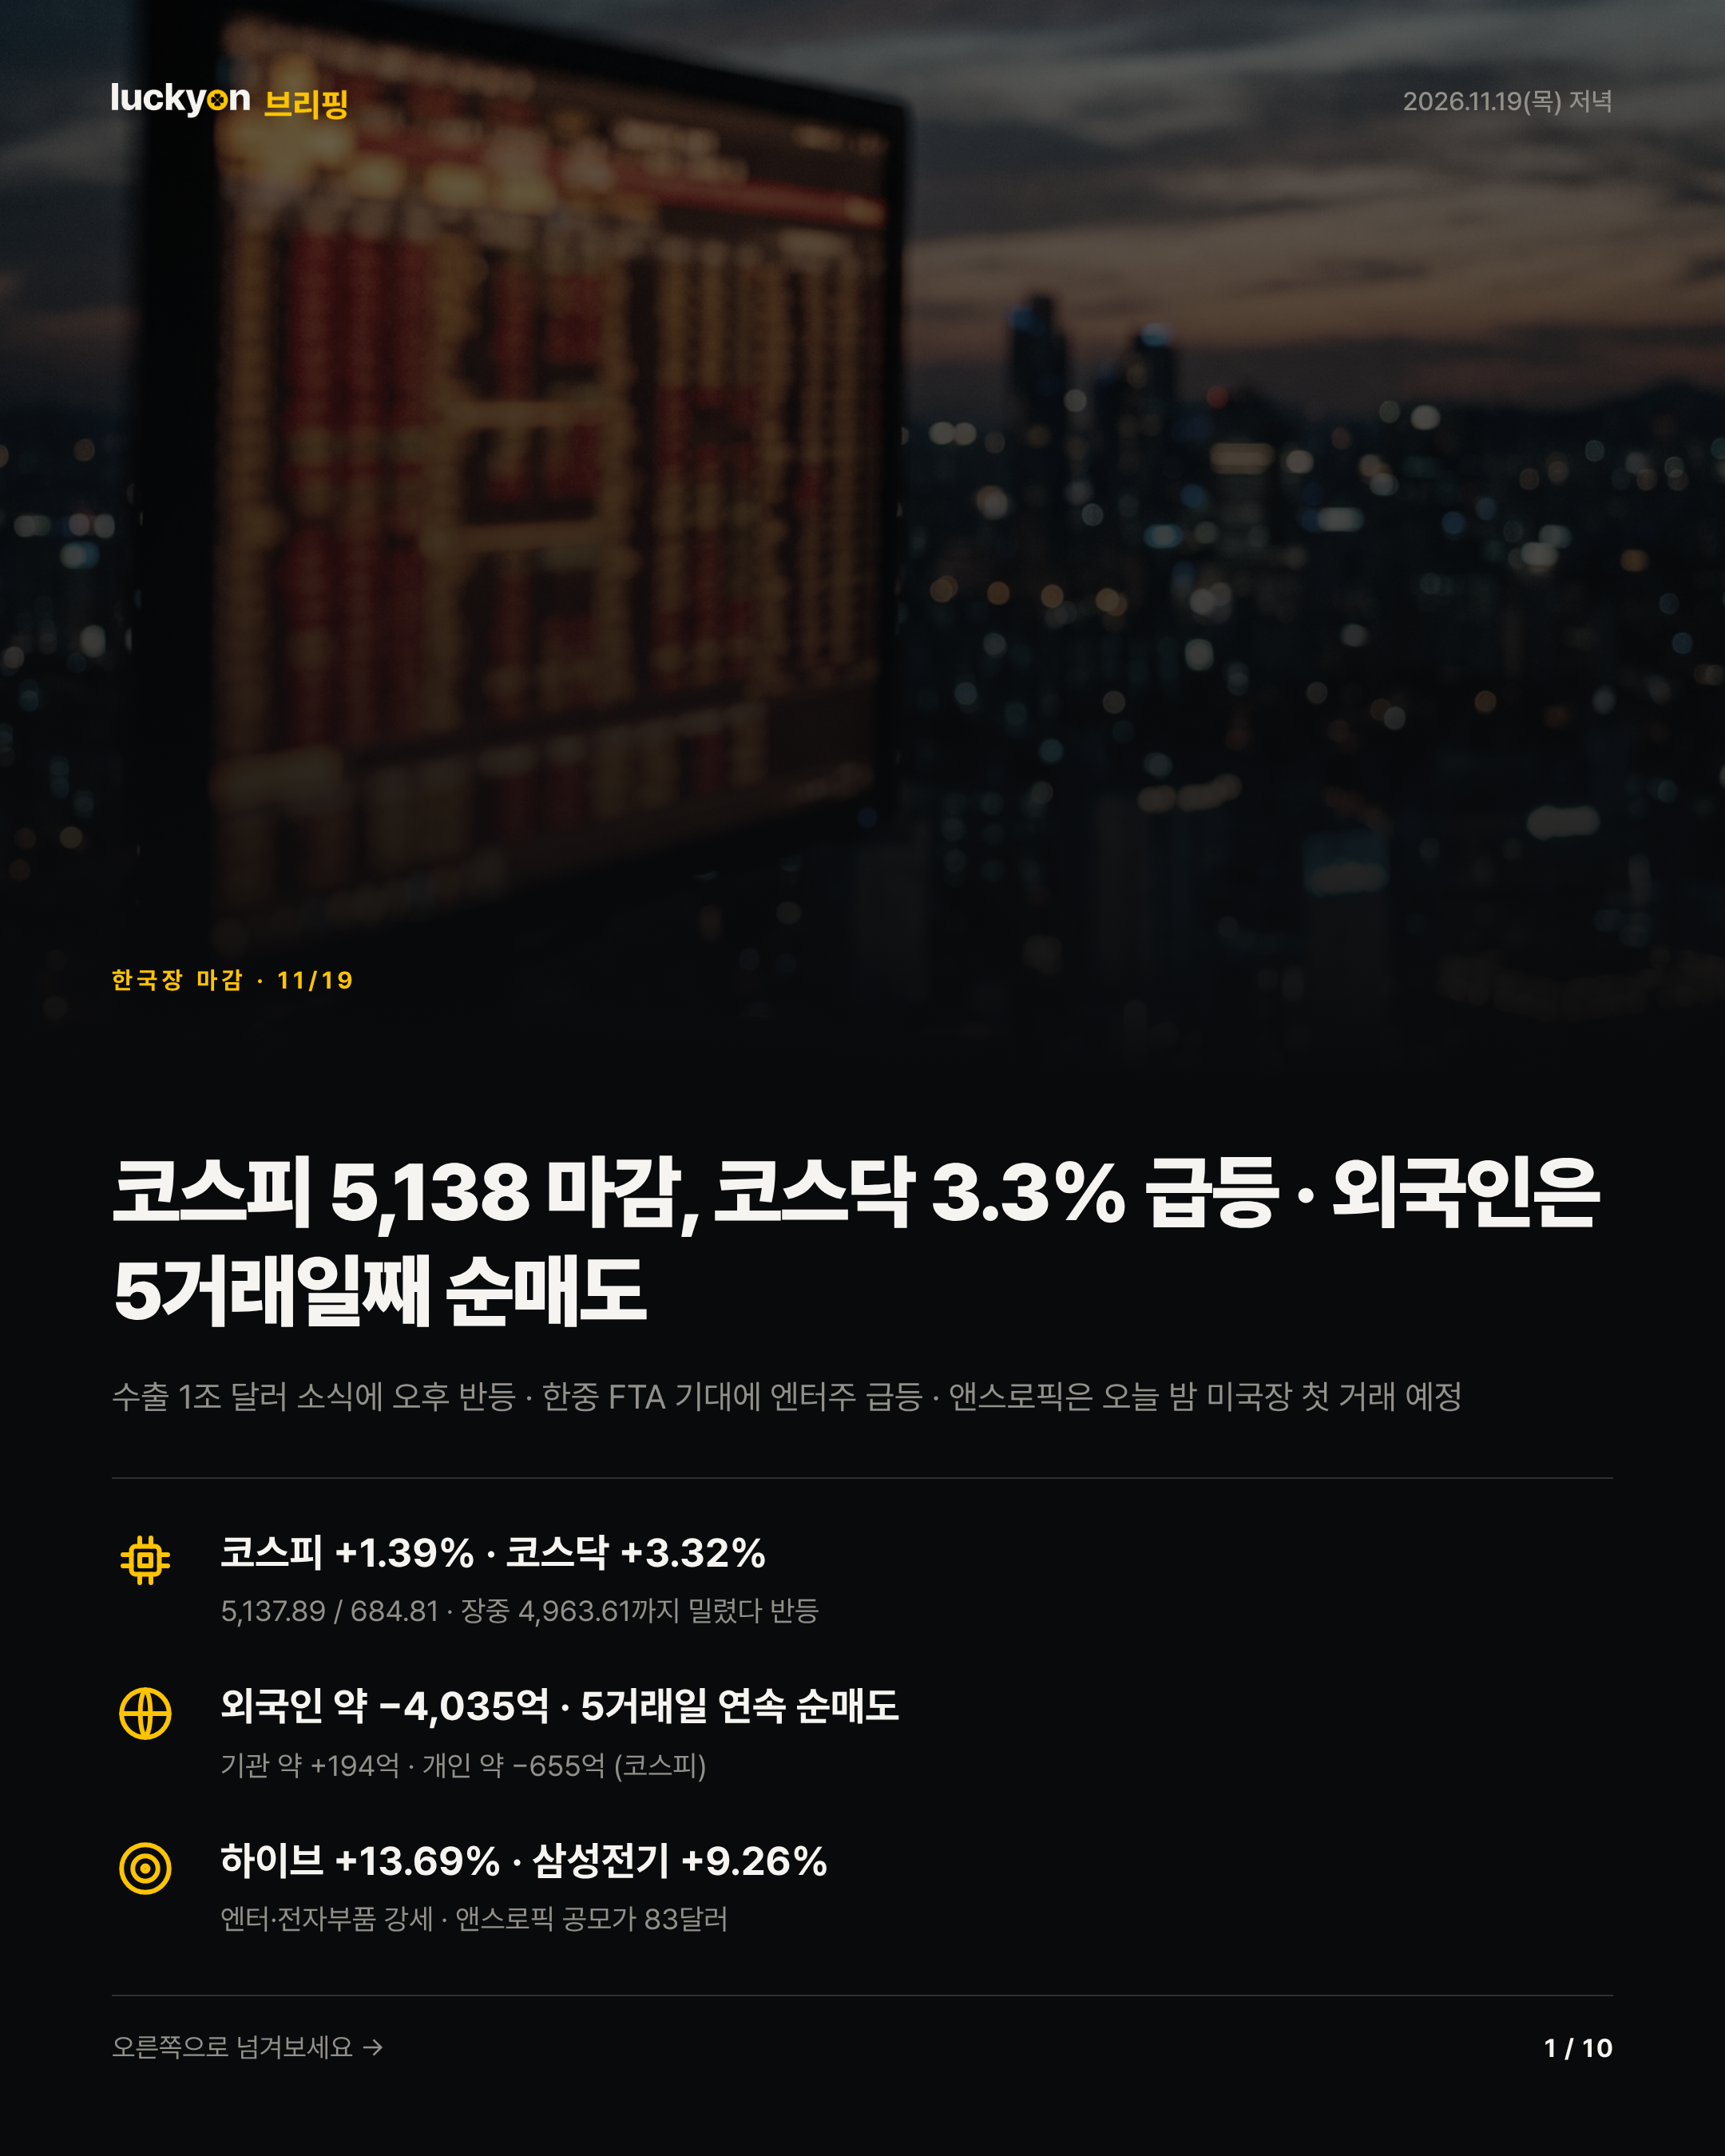 luckyon 브리핑
2026.11.19(목) 저녁
한국장 마감 · 11/19
코스피 5,138 마감, 코스닥 3.3% 급등 · 외국인은
5거래일째 순매도
수출 1조 달러 소식에 오후 반등 · 한중 FTA 기대에 엔터주 급등 · 앤스로픽은 오늘 밤 미국장 첫 거래 예정
코스피 +1.39% · 코스닥 +3.32%
5,137.89 / 684.81 · 장중 4,963.61까지 밀렸다 반등
외국인 약 −4,035억 · 5거래일 연속 순매도
기관 약 +194억 · 개인 약 −655억 (코스피)
하이브 +13.69% · 삼성전기 +9.26%
엔터·전자부품 강세 · 앤스로픽 공모가 83달러
오른쪽으로 넘겨보세요 →
1 / 10